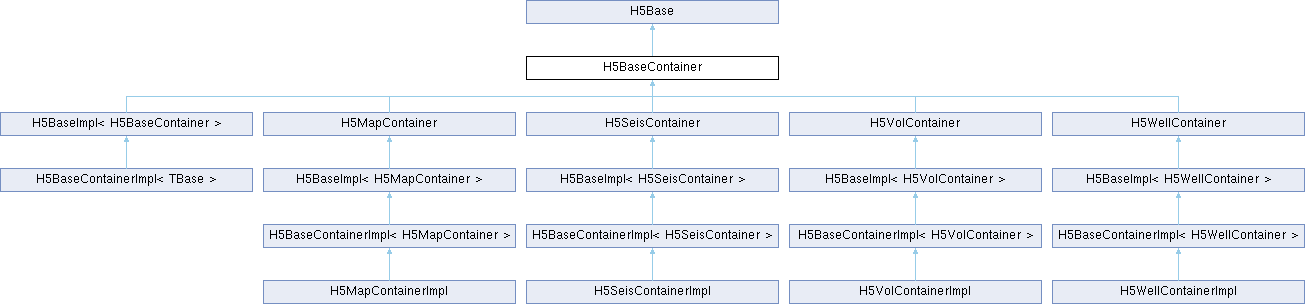 H5Base
H5BaseContainer
H5BaseImpl< H5BaseContainer >
H5MapContainer
H5SeisContainer
H5VolContainer
H5WellContainer
H5BaseContainerImpl< TBase >
H5BaseImpl< H5MapContainer >
H5BaseImpl< H5SeisContainer >
H5BaseImpl< H5VolContainer >
H5BaseImpl< H5WellContainer >
H5BaseContainerImpl< H5MapContainer >
H5BaseContainerImpl< H5SeisContainer >
H5BaseContainerImpl< H5VolContainer >
H5BaseContainerImpl< H5WellContainer >
H5MapContainerImpl
H5SeisContainerImpl
H5VolContainerImpl
H5WellContainerImpl